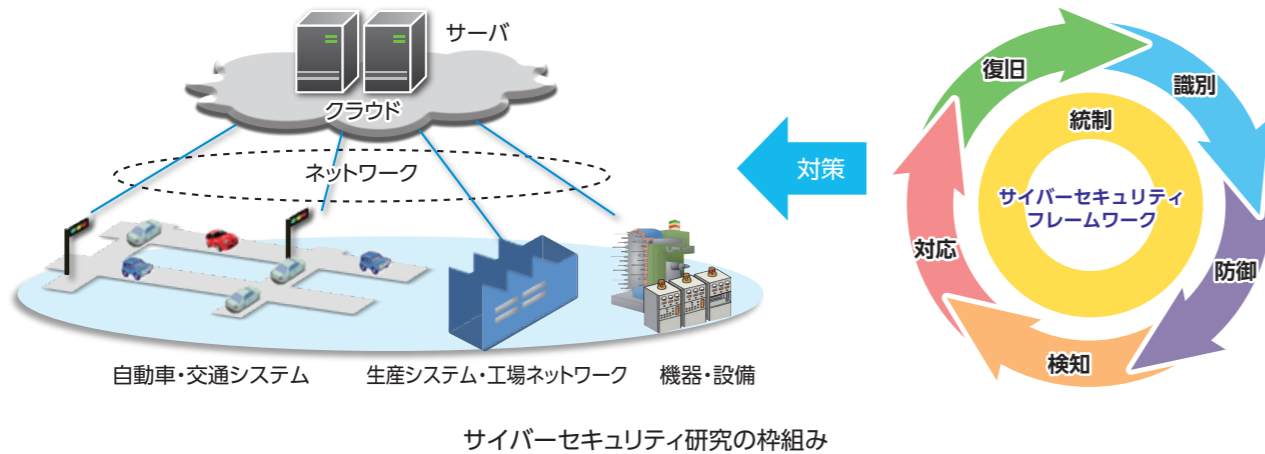 サーバ
クラウド
ネットワーク
自動車・交通システム
生産システム・工場ネットワーク
機器・設備
対策
復旧
識別
統制
サイバーセキュリティ
フレームワーク
対応
防御
検知
サイバーセキュリティ研究の枠組み